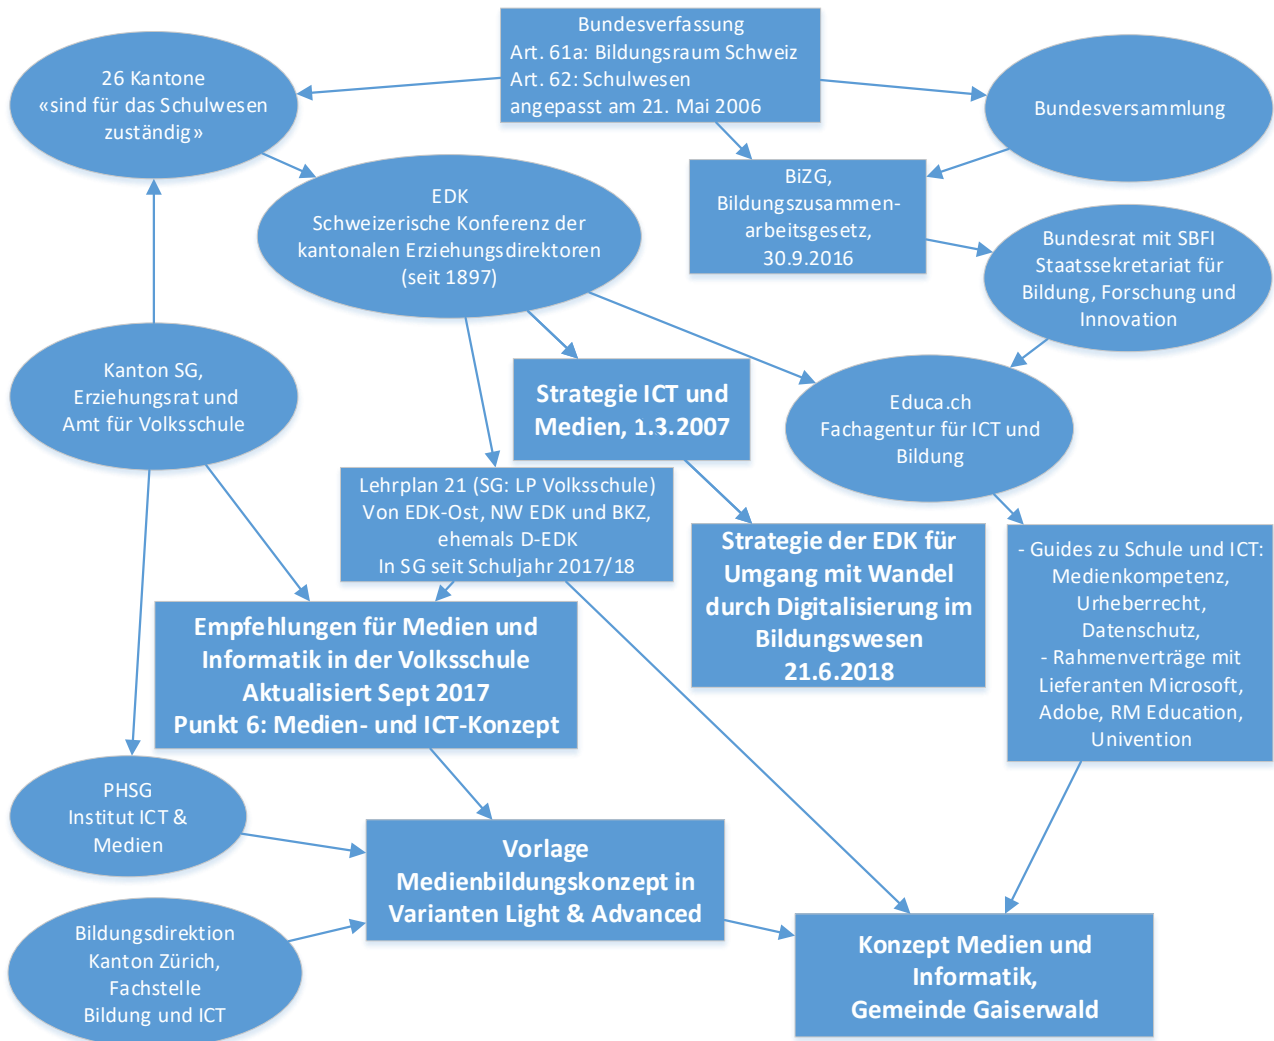 Bundesverfassung
Art. 61a: Bildungsraum Schweiz
Art. 62: Schulwesen
angepasst am 21. Mai 2006
26 Kantone
«sind für das Schulwesen
zuständig»
Bundesversammlung
BiZG,
Bildungszusammen-
arbeitsgesetz,
30.9.2016
EDK
Schweizerische Konferenz der
kantonalen Erziehungsdirektoren
(seit 1897)
Bundesrat mit SBFI
Staatssekretariat für
Bildung, Forschung und
Innovation
Kanton SG,
Erziehungsrat und
Amt für Volksschule
Strategie ICT und
Medien, 1.3.2007
Educa.ch
Fachagentur für ICT und
Bildung
Lehrplan 21 (SG: LP Volksschule)
Von EDK-Ost, NW EDK und BKZ,
ehemals D-EDK
In SG seit Schuljahr 2017/18
Strategie der EDK für
Umgang mit Wandel
durch Digitalisierung im
Bildungswesen
21.6.2018
- Guides zu Schule und ICT:
Medienkompetenz,
Urheberrecht,
Datenschutz,
- Rahmenverträge mit
Lieferanten Microsoft,
Adobe, RM Education,
Univention
Empfehlungen für Medien und
Informatik in der Volksschule
Aktualisiert Sept 2017
Punkt 6: Medien- und ICT-Konzept
PHSG
Institut ICT &
Medien
Vorlage
Medienbildungskonzept in
Varianten Light & Advanced
Bildungsdirektion
Kanton Zürich,
Fachstelle
Bildung und ICT
Konzept Medien und
Informatik,
Gemeinde Gaiserwald